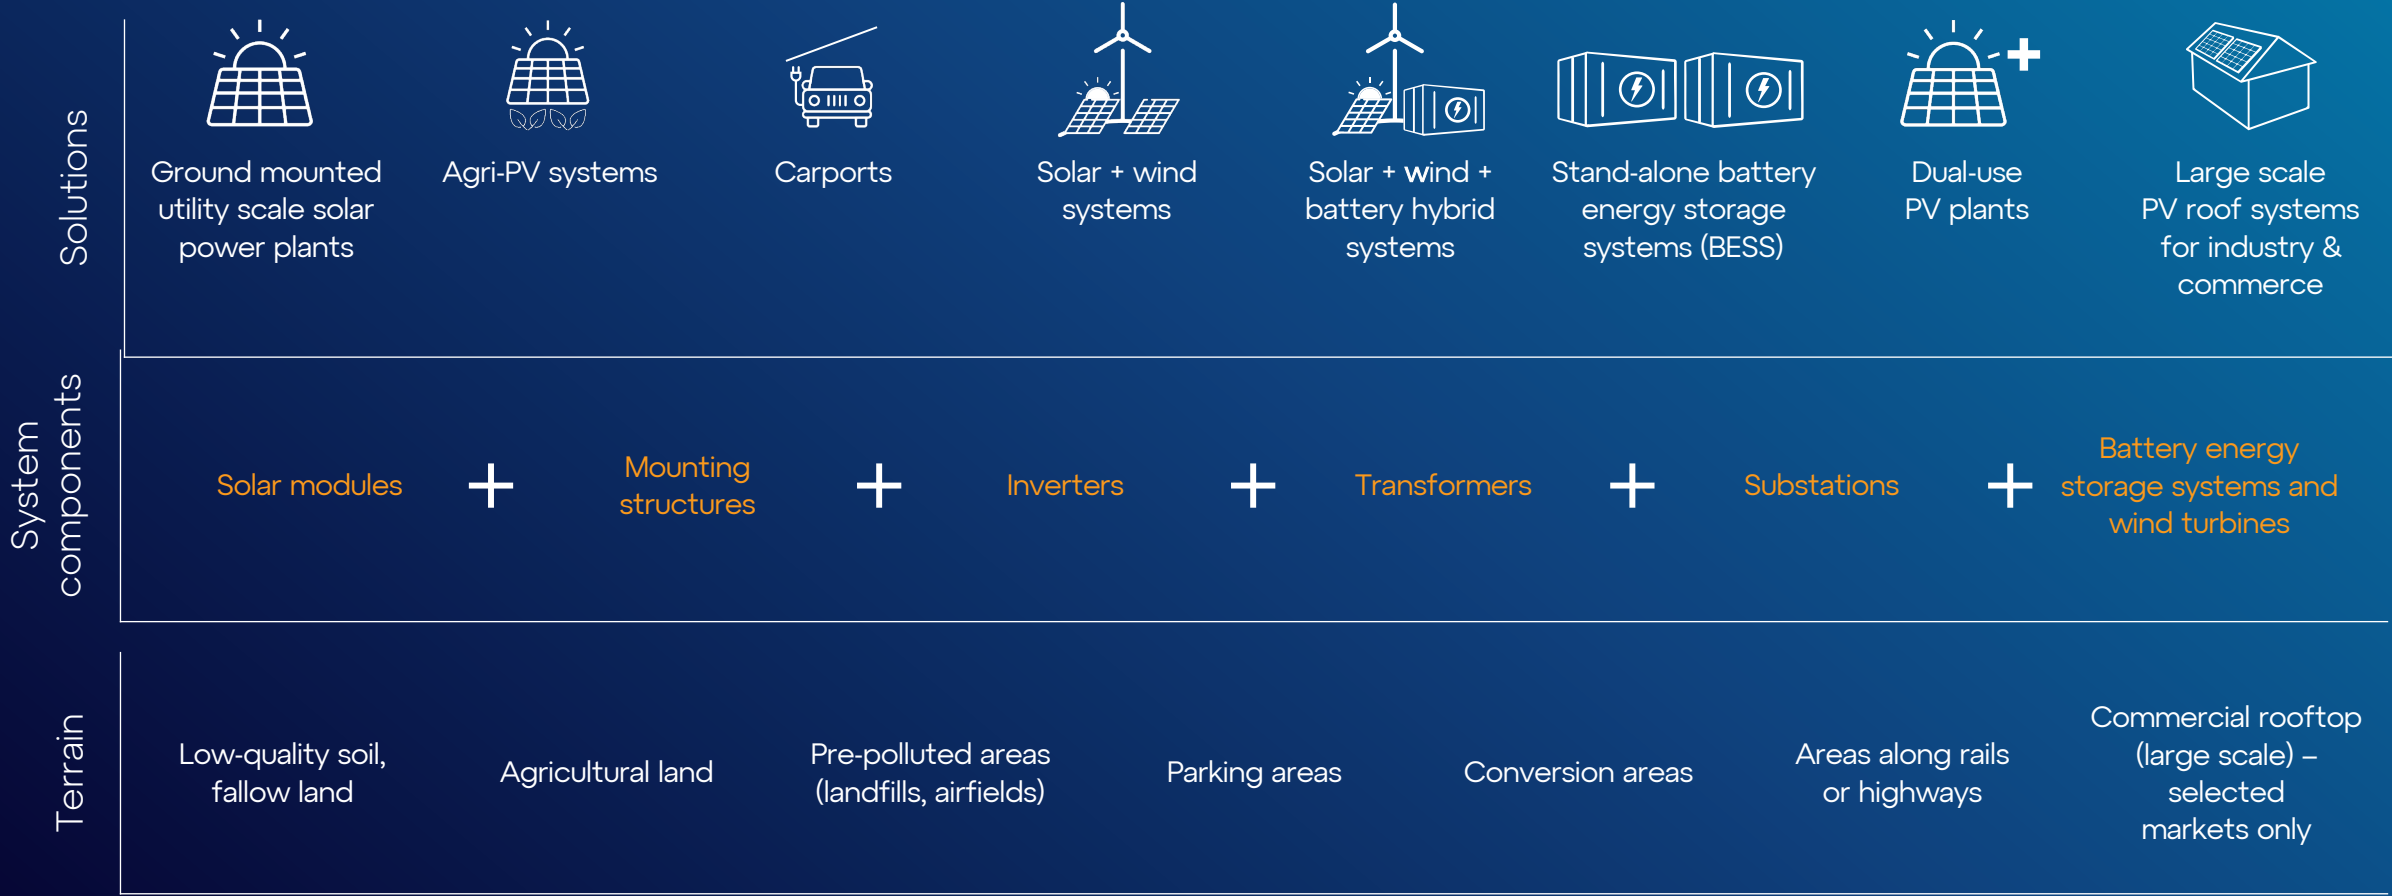 Solutions
Ground mounted
utility scale solar
power plants
Agri-PV systems
Carports
Solar + wind
systems
Solar + wind +
battery hybrid
systems
Stand-alone battery
energy storage
systems (BESS)
Dual-use
PV plants
Large scale
PV roof systems
for industry &
commerce
System
components
Solar modules
+
Mounting
structures
+
Inverters
+
Transformers
+
Substations
+
Battery energy
storage systems and
wind turbines
Terrain
Low-quality soil,
fallow land
Agricultural land
Pre-polluted areas
(landfills, airfields)
Parking areas
Conversion areas
Areas along rails
or highways
Commercial rooftop
(large scale) –
selected
markets only